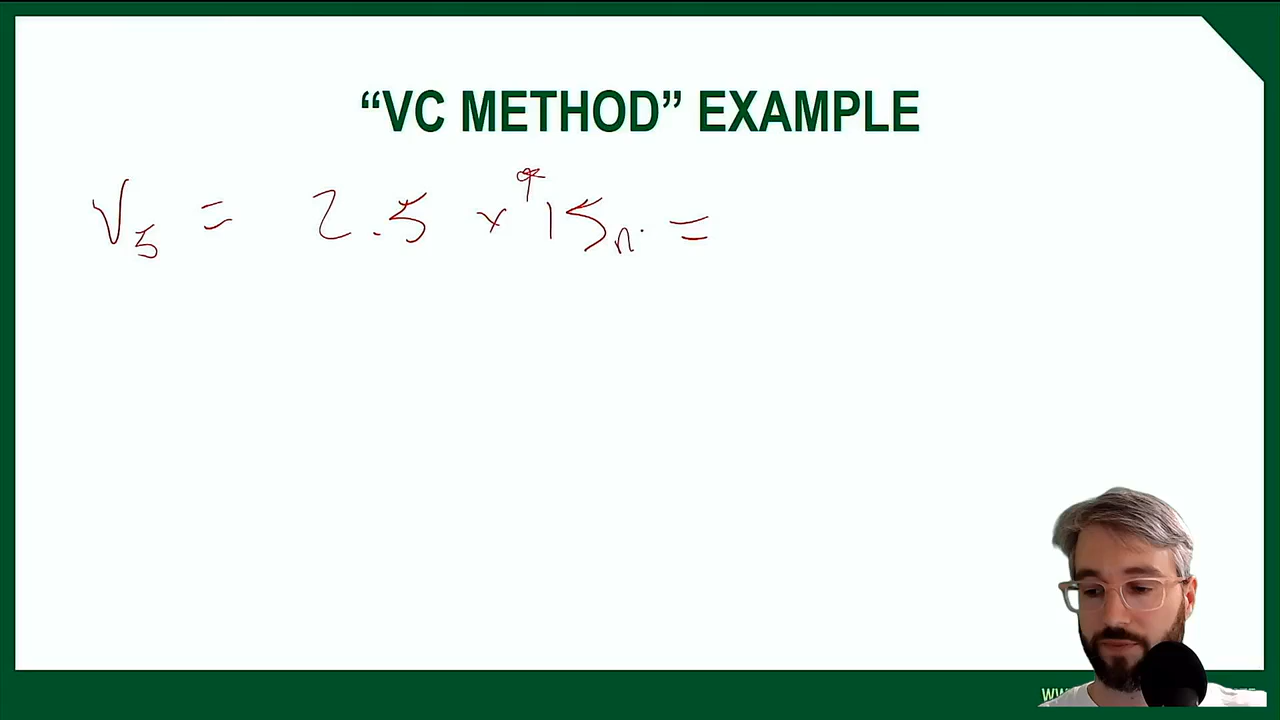 “VC METHOD” EXAMPLE
V5 = 2.5 x 15n =